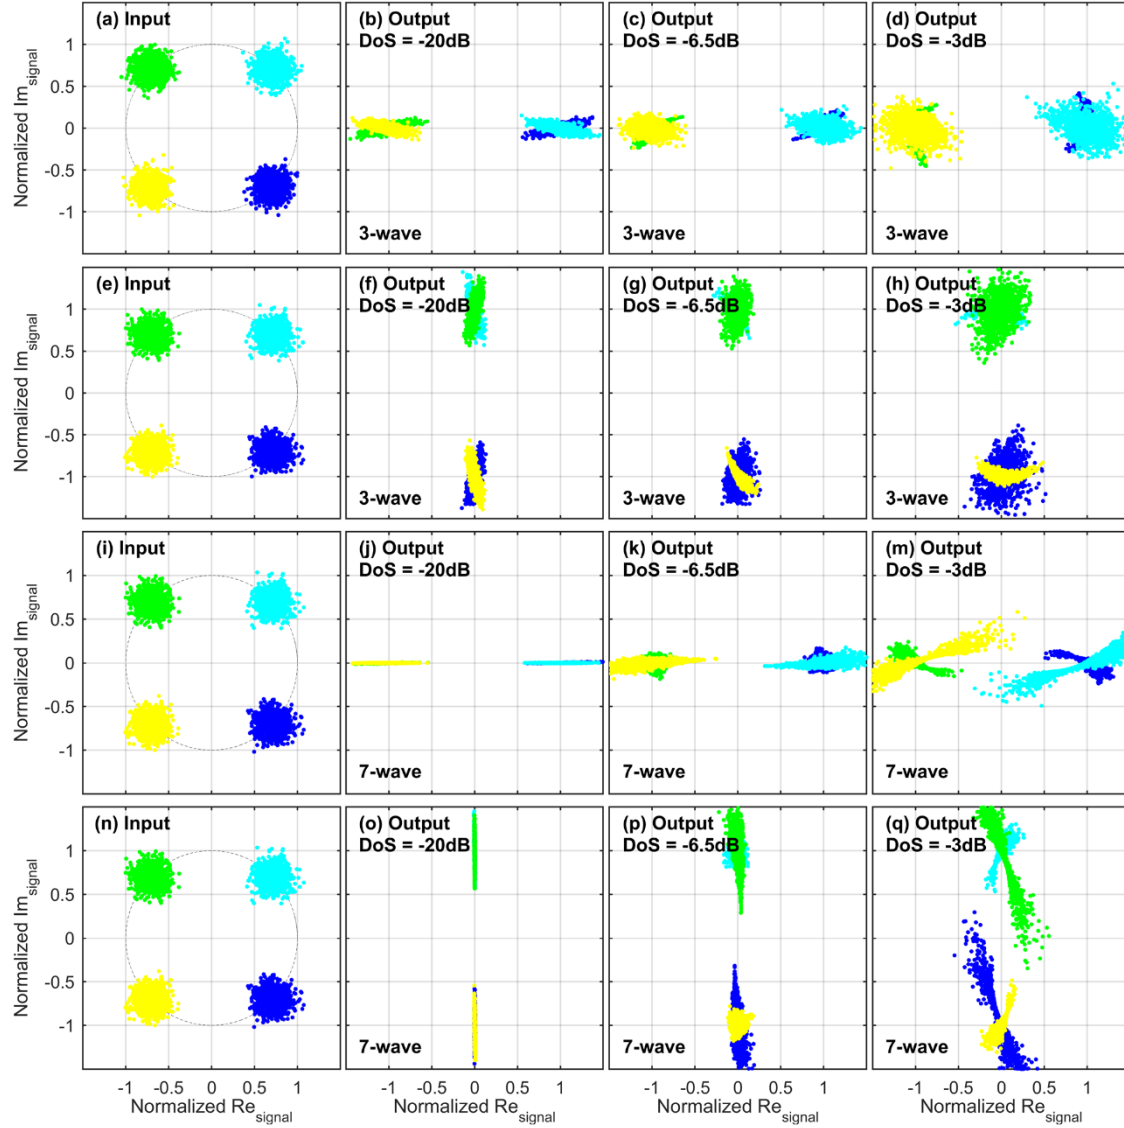 (a) Input
(b) Output
DoS = -20dB
(c) Output
DoS = -6.5dB
(d) Output
DoS = -3dB
1
0.5
0
-0.5
-1
Normalized Im_signal
3-wave
3-wave
3-wave
(e) Input
(f) Output
DoS = -20dB
(g) Output
DoS = -6.5dB
(h) Output
DoS = -3dB
1
0.5
0
-0.5
-1
Normalized Im_signal
3-wave
3-wave
3-wave
(i) Input
(j) Output
DoS = -20dB
(k) Output
DoS = -6.5dB
(m) Output
DoS = -3dB
1
0.5
0
-0.5
-1
Normalized Im_signal
7-wave
7-wave
7-wave
(n) Input
(o) Output
DoS = -20dB
(p) Output
DoS = -6.5dB
(q) Output
DoS = -3dB
1
0.5
0
-0.5
-1
Normalized Im_signal
7-wave
7-wave
7-wave
-1 -0.5 0 0.5 1
-1 -0.5 0 0.5 1
-1 -0.5 0 0.5 1
-1 -0.5 0 0.5 1
Normalized Re_signal
Normalized Re_signal
Normalized Re_signal
Normalized Re_signal